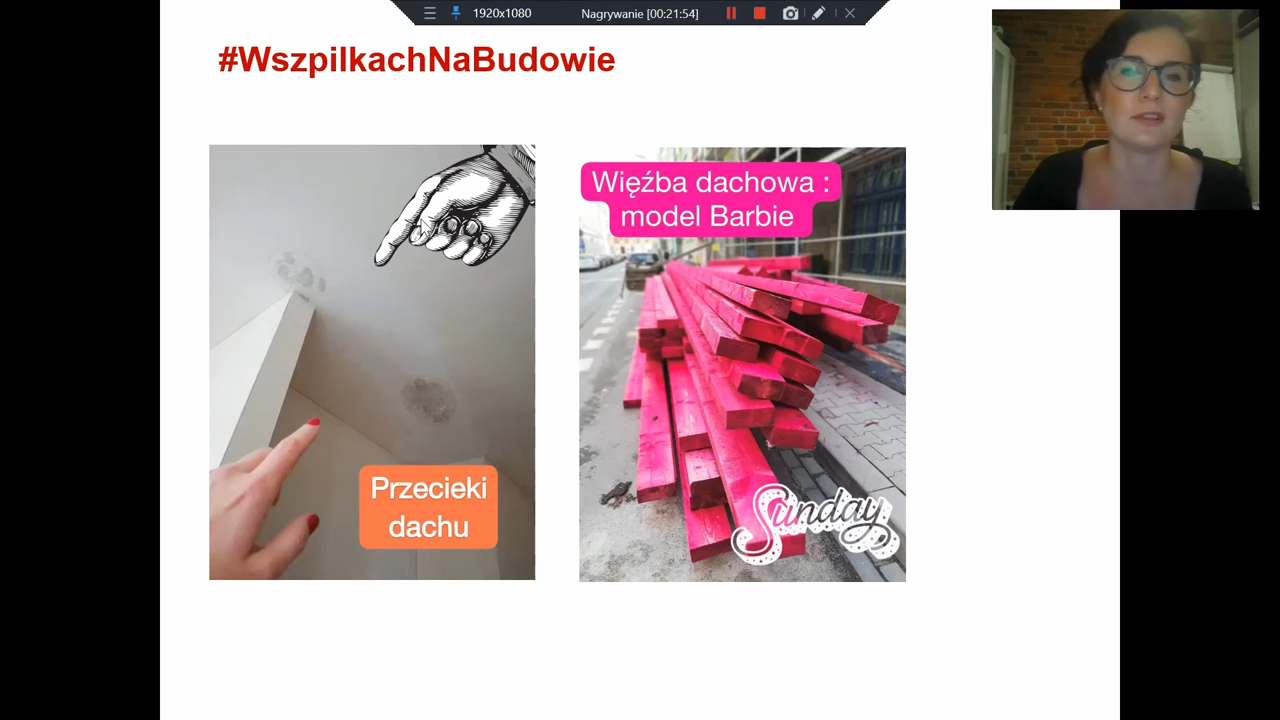 1920x1080
Nagrywanie [00:21:54]
#WszpilkachNaBudowie
Przecieki
dachu
Więźba dachowa :
model Barbie
Sunday